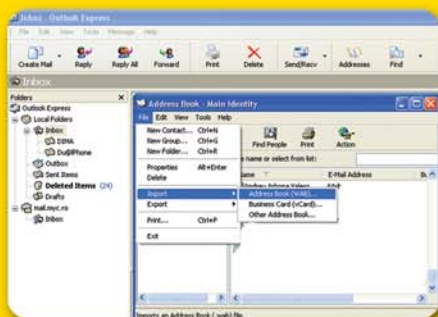 Inbox - Outlook Express
File Edit View Tools Message Help
Create Mail Reply Reply All Forward Print Delete Send/Recv Addresses Find
Inbox
Folders
Outlook Express
Local Folders
Inbox
DIMA
Outbox
Sent Items
Deleted Items (24)
Drafts
mail.myc.ro
Inbox
Address Book - Main Identity
File Edit View Tools Help
New Contact... Ctrl+N
New Group... Ctrl+G
New Folder... Ctrl+R
Properties Alt+Enter
Delete
Import
Export
Print... Ctrl+P
Exit
Find People Print Action
name or select from list:
E-Mail Address
Address Book (WAB)...
Business Card (vCard)...
Other Address Book...
Imports an Address Book (.wab) file.